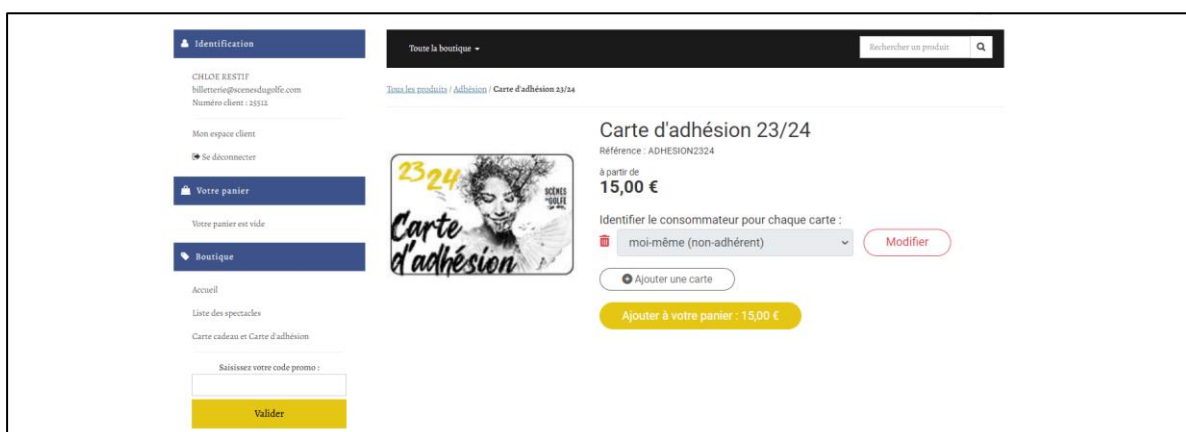 Identification
CHLOE RESTIF
billetterie@scenesdugolfe.com
Numéro client : 25512
Mon espace client
Se déconnecter
Votre panier
Votre panier est vide
Boutique
Accueil
Liste des spectacles
Carte cadeau et Carte d'adhésion
Saisissez votre code promo :
Valider
Toute la boutique
Rechercher un produit
Tous les produits / Adhésion / Carte d'adhésion 23/24
23
24
SCÈNES
DU GOLFE
Carte
d'adhésion
Carte d'adhésion 23/24
Référence : ADHESION2324
à partir de
15,00 €
Identifier le consommateur pour chaque carte :
moi-même (non-adhérent)
Modifier
Ajouter une carte
Ajouter à votre panier : 15,00 €